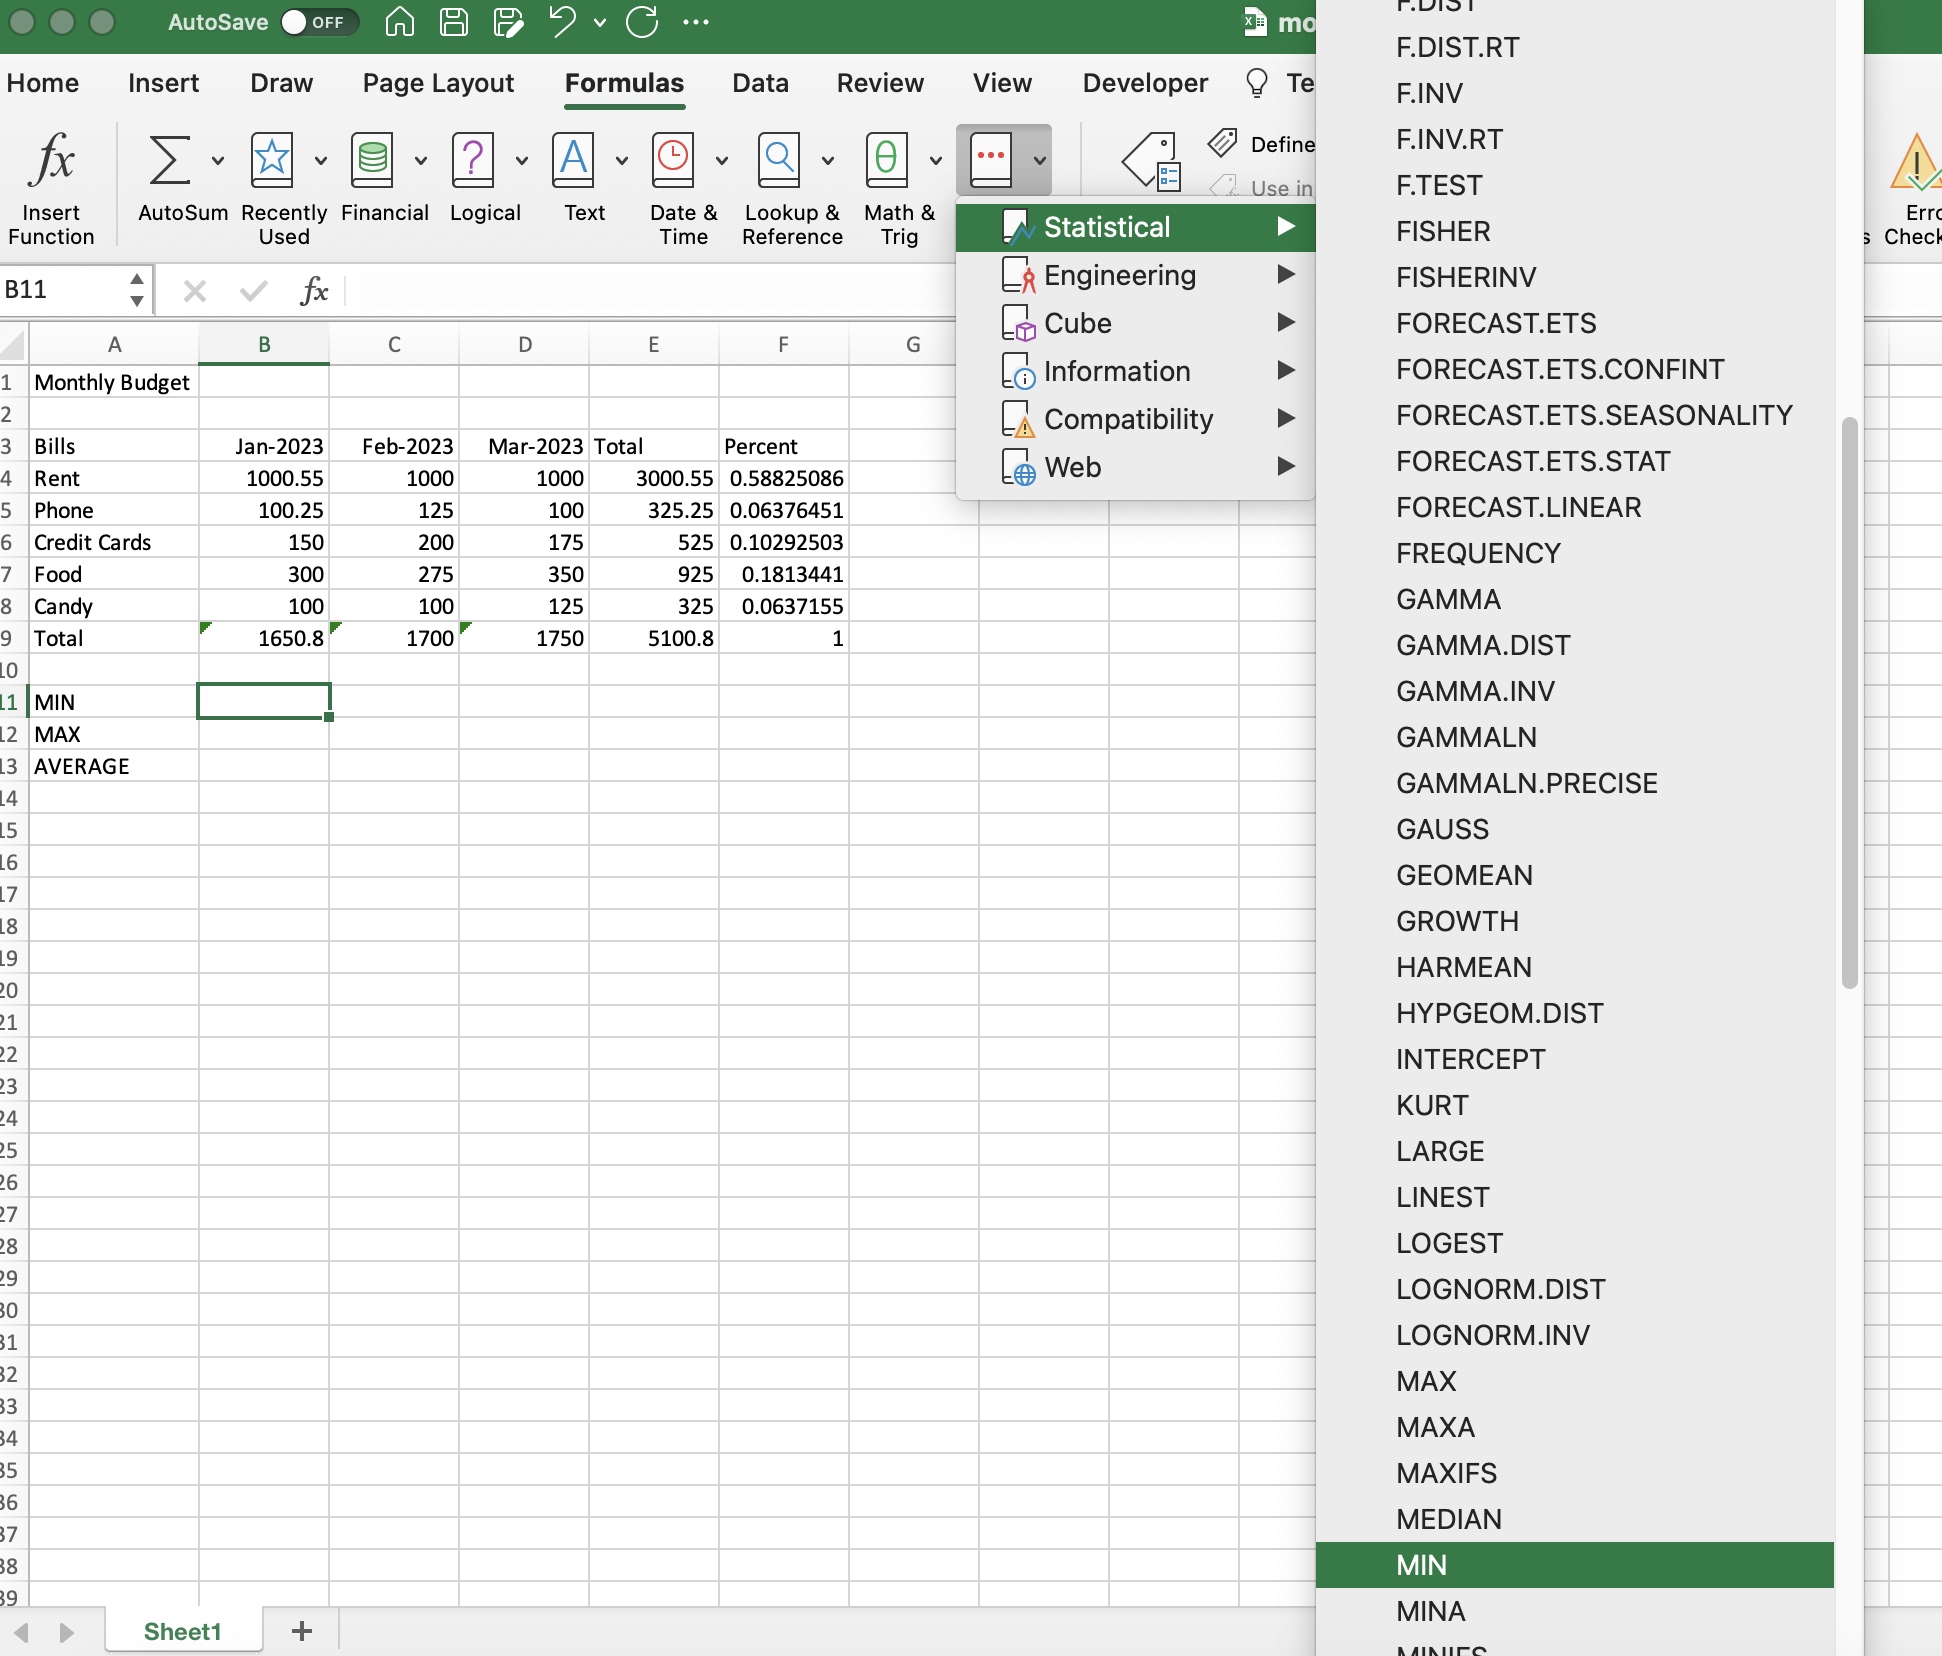 AutoSave OFF
mo
Home Insert Draw Page Layout Formulas Data Review View Developer Te
Insert Function
AutoSum
Recently Used
Financial
Logical
Text
Date & Time
Lookup & Reference
Math & Trig
Define
Use in
Erro
s Check
B11
fx
A B C D E F G
1 Monthly Budget
2
3 Bills Jan-2023 Feb-2023 Mar-2023 Total Percent
4 Rent 1000.55 1000 1000 3000.55 0.58825086
5 Phone 100.25 125 100 325.25 0.06376451
6 Credit Cards 150 200 175 525 0.10292503
7 Food 300 275 350 925 0.1813441
8 Candy 100 100 125 325 0.0637155
9 Total 1650.8 1700 1750 5100.8 1
10
11 MIN
12 MAX
13 AVERAGE
14
15
16
17
18
19
20
21
22
23
24
25
26
27
28
29
30
31
32
33
34
35
36
37
38
39
Sheet1 +
Statistical
Engineering
Cube
Information
Compatibility
Web
F.DIST
F.DIST.RT
F.INV
F.INV.RT
F.TEST
FISHER
FISHERINV
FORECAST.ETS
FORECAST.ETS.CONFINT
FORECAST.ETS.SEASONALITY
FORECAST.ETS.STAT
FORECAST.LINEAR
FREQUENCY
GAMMA
GAMMA.DIST
GAMMA.INV
GAMMALN
GAMMALN.PRECISE
GAUSS
GEOMEAN
GROWTH
HARMEAN
HYPGEOM.DIST
INTERCEPT
KURT
LARGE
LINEST
LOGEST
LOGNORM.DIST
LOGNORM.INV
MAX
MAXA
MAXIFS
MEDIAN
MIN
MINA
MINIFS